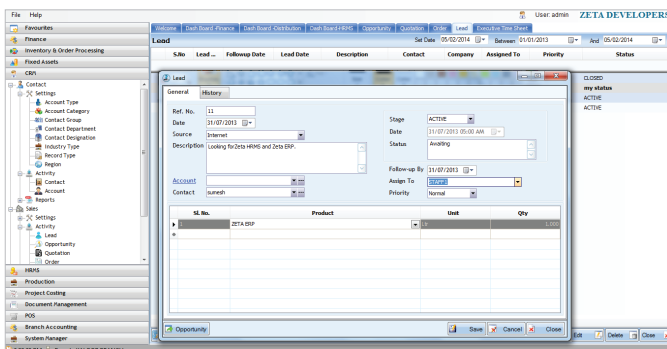 File Help User: admin ZETA DEVELOPERS
Favourites
Finance
Inventory & Order Processing
Fixed Assets
CRM
Contact
Settings
Account Type
Account Category
Contact Group
Contact Department
Contact Designation
Industry Type
Record Type
Region
Activity
Contact
Account
Reports
Sales
Settings
Activity
Lead
Opportunity
Quotation
Order
HRMS
Production
Project Costing
Document Management
POS
Branch Accounting
System Manager
Welcome Dash Board -Finance Dash Board -Distribution Dash Board-HRMS Opportunity Quotation Order Lead Executive Time Sheet
Lead Set Date 05/02/2014 Between 01/01/2013 And 05/02/2014
S.No Lead ... Followup Date Lead Date Description Contact Company Assigned To Priority Status
CLOSED
my status
ACTIVE
ACTIVE
Lead
General History
Ref. No. 11
Date 31/07/2013
Source Internet
Description Looking forZeta HRMS and Zeta ERP.
Account
Contact sumesh
Stage ACTIVE
Date 31/07/2013 05:00 AM
Status Awaiting
Follow-up By 31/07/2013
Assign To STAFF1
Priority Normal
Sl. No. Product Unit Qty
ZETA ERP 1.000
Opportunity Save Cancel Close
Edit Delete Close